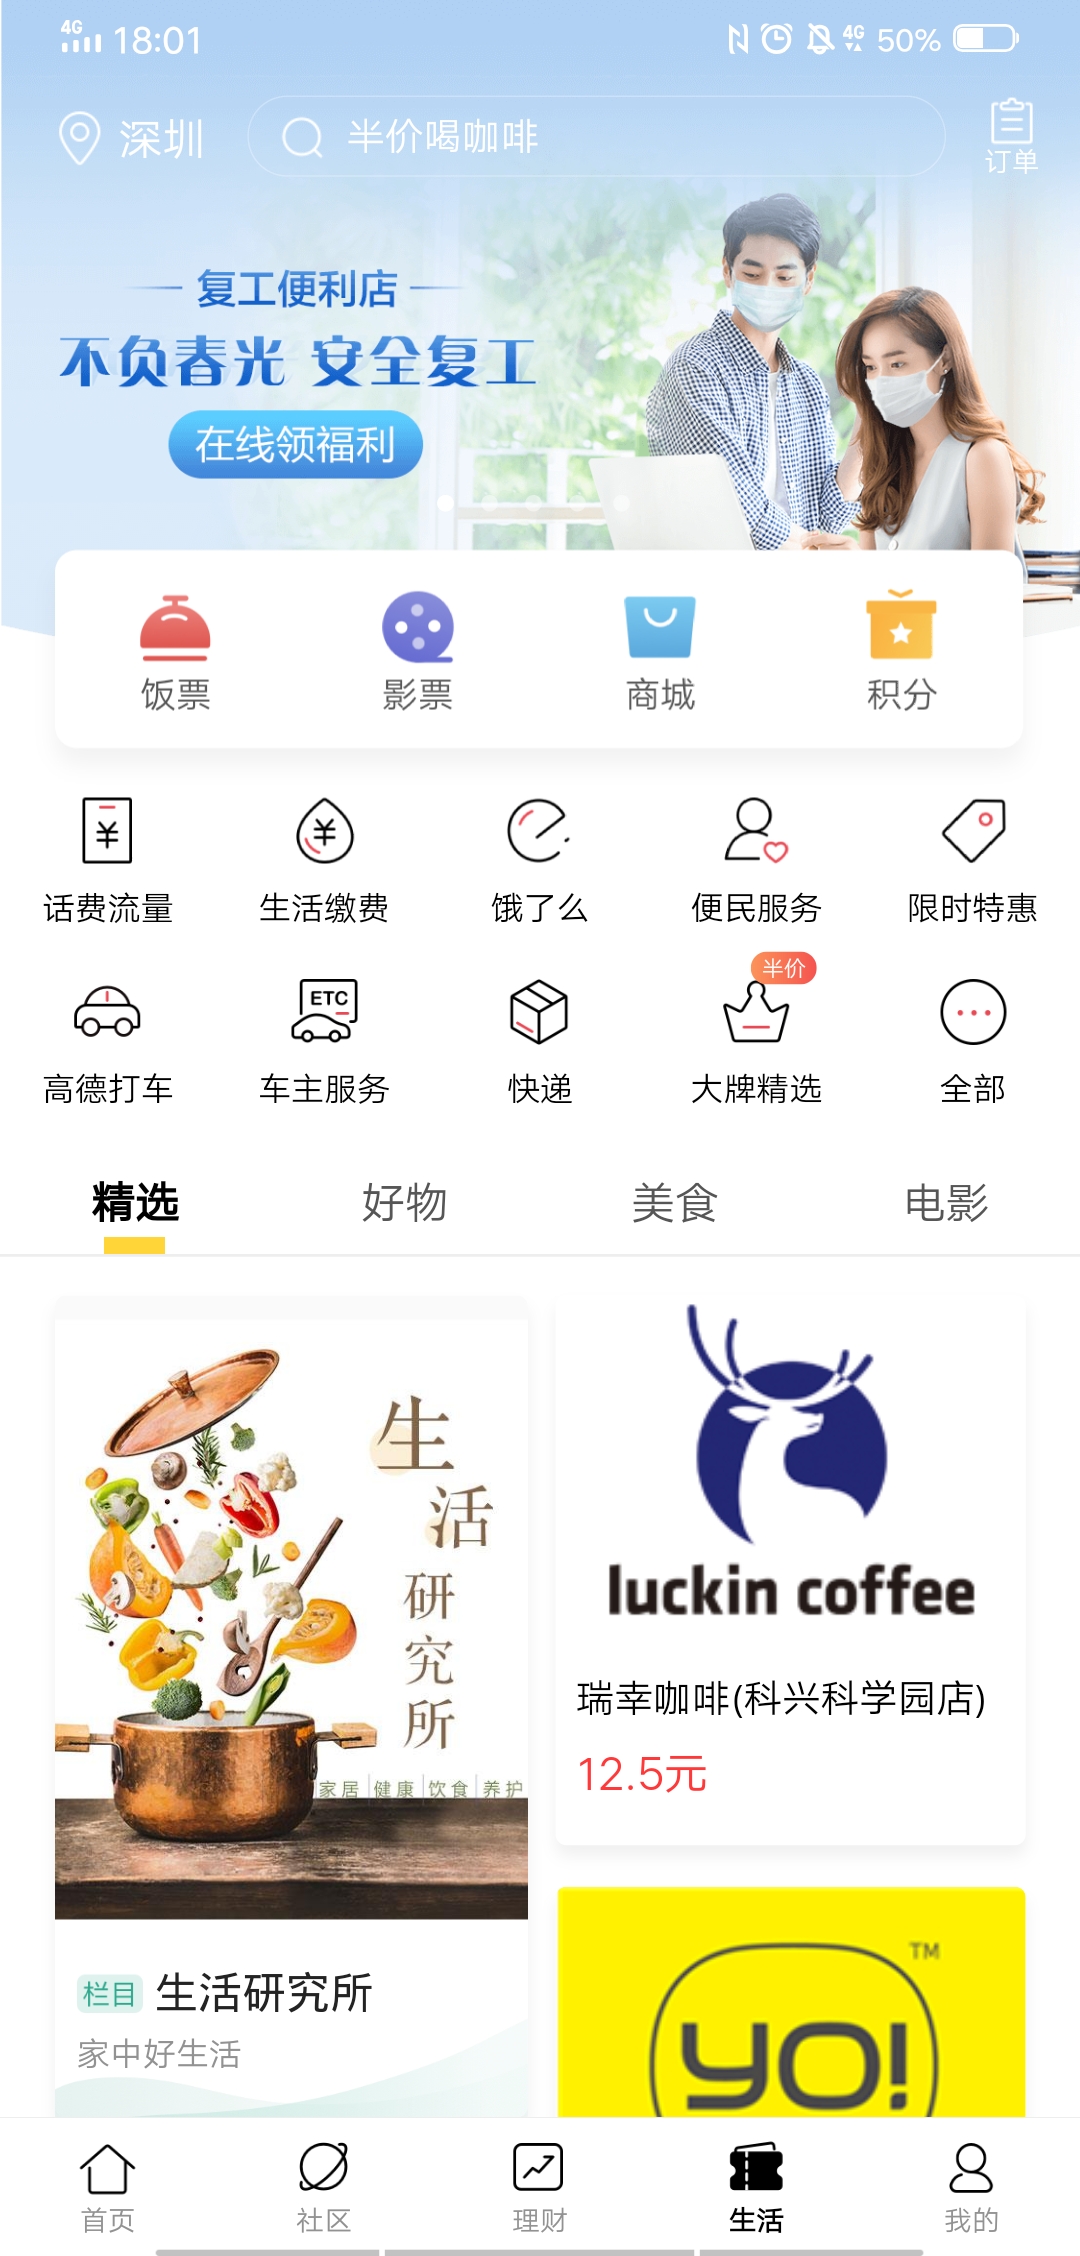 4G 18:01 4G 50%
深圳 半价喝咖啡 订单
复工便利店
不负春光 安全复工
在线领福利
饭票 影票 商城 积分
话费流量 生活缴费 饿了么 便民服务 限时特惠
半价
ETC
高德打车 车主服务 快递 大牌精选 全部
精选 好物 美食 电影
生活研究所
家居 健康 饮食 养护
栏目 生活研究所
家中好生活
luckin coffee
瑞幸咖啡(科兴科学园店)
12.5元
TM
YO!
首页 社区 理财 生活 我的